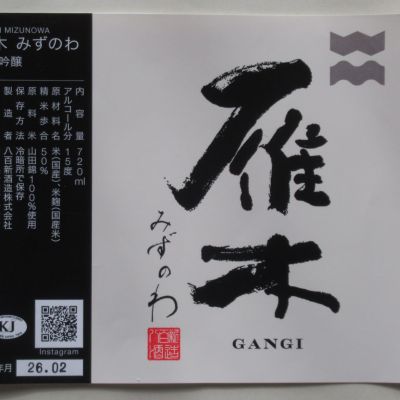 I MIZUNOWA
木 みずのわ
吟醸
内容量 720ml
アルコール分 15度
原材料名 米(国産)、米麹(国産米)
精米歩合 50%
原料米 山田錦100%使用
保存方法 冷暗所で保存
製造者 八百新酒造株式会社
KJ
Instagram
年月 26.02
雁木
みずのわ
GANGI